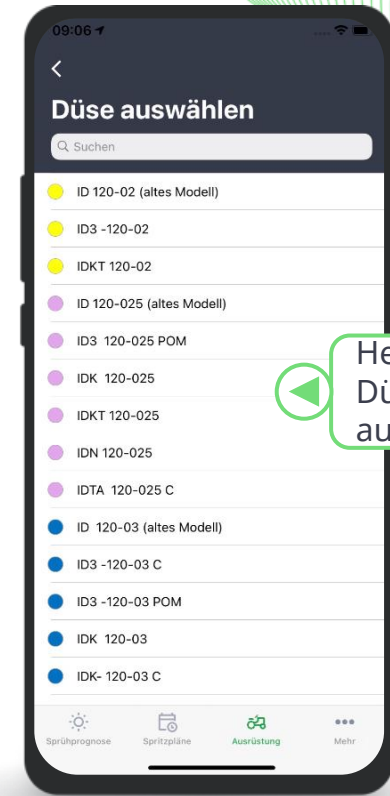 09:06
Düse auswählen
Suchen
ID 120-02 (altes Modell)
ID3 -120-02
IDKT 120-02
ID 120-025 (altes Modell)
ID3 120-025 POM
IDK 120-025
IDKT 120-025
IDN 120-025
IDTA 120-025 C
ID 120-03 (altes Modell)
ID3 -120-03 C
ID3 -120-03 POM
IDK 120-03
IDK- 120-03 C
Sprühprognose Spritzpläne Ausrüstung Mehr